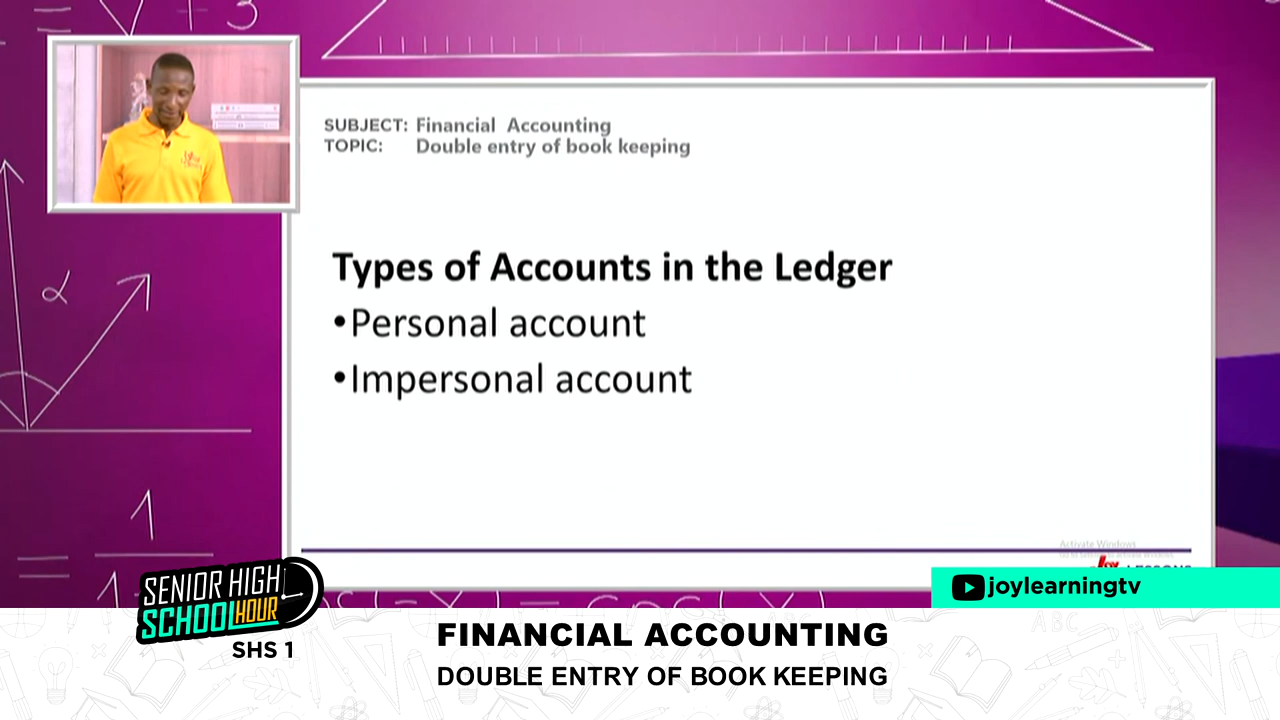 SUBJECT: Financial Accounting
TOPIC: Double entry of book keeping
Types of Accounts in the Ledger
•Personal account
•Impersonal account
Activate Windows
joylearningtv
SENIOR HIGH
SCHOOL HOUR
SHS 1
FINANCIAL ACCOUNTING
DOUBLE ENTRY OF BOOK KEEPING
ABC